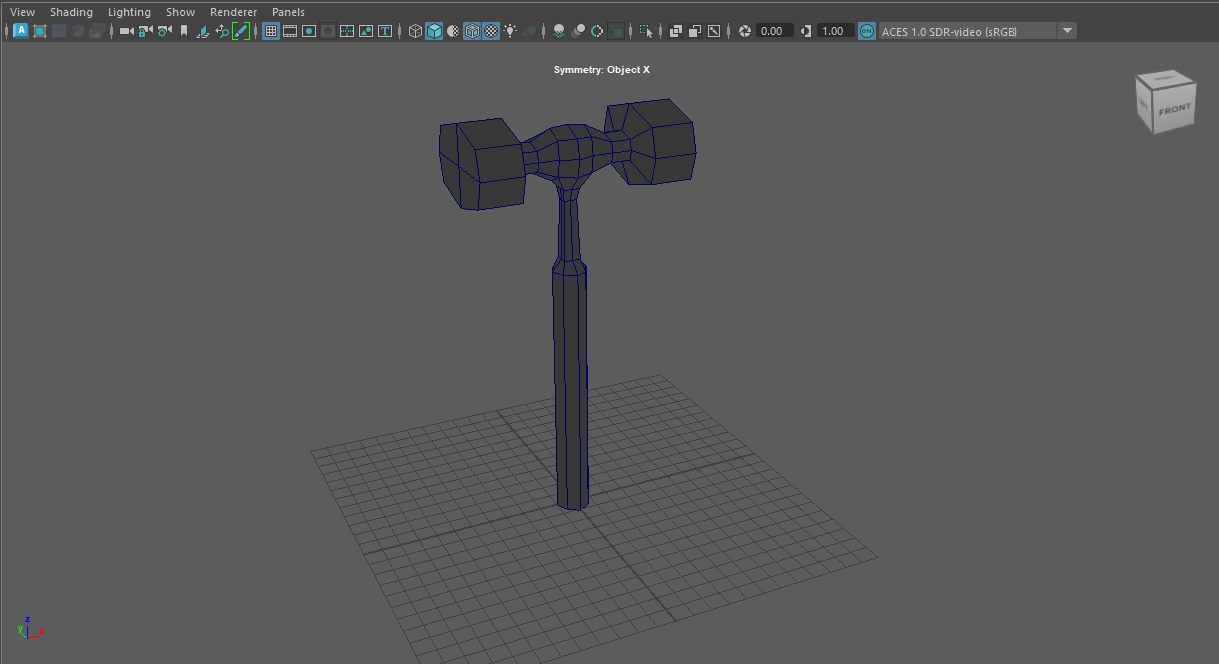 View Shading Lighting Show Renderer Panels
A T 0.00 1.00 ON ACES 1.0 SDR-video (sRGB)
Symmetry: Object X
FRONT
z
y x